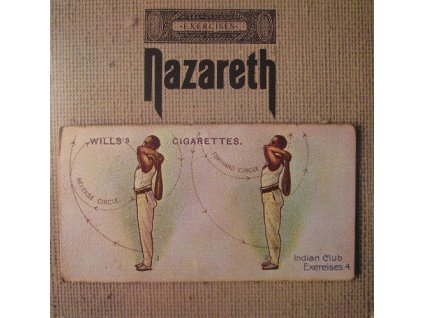 EXERCISES
Nazareth
WILLS'S CIGARETTES.
REVERSE CIRCLE
FORWARD CIRCLE
Indian Club
Exercises. 4